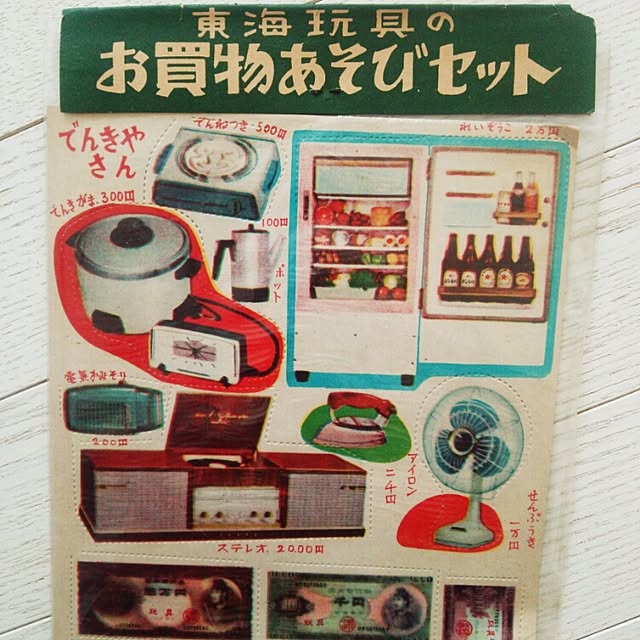 東海玩具の
お買物あそびセット
でんきや
さん
でんねつき 500円
れいぞうこ 2万円
でんきがま 300円
100円
ポット
電気かみそり
200円
アイロン
二千円
せんぷうき
一万円
ステレオ 2000円
玩具
千円
玩具